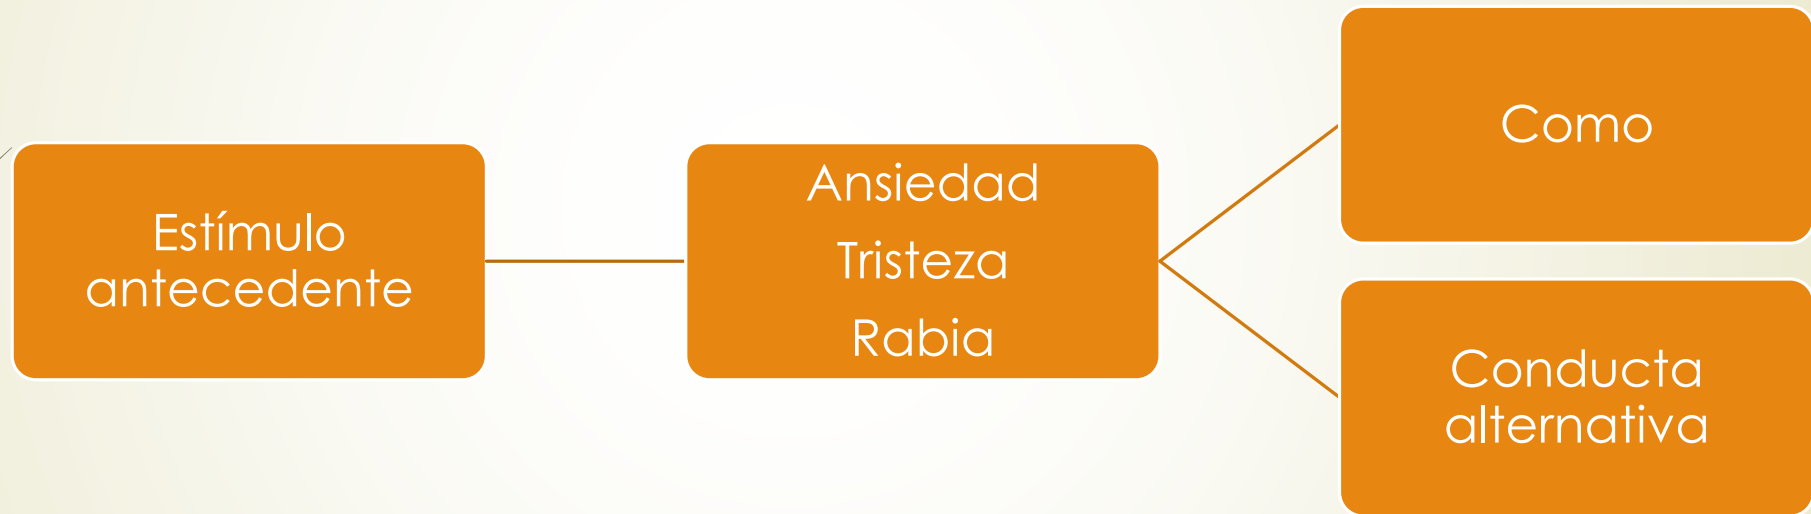 Estímulo
antecedente
Ansiedad
Tristeza
Rabia
Como
Conducta
alternativa